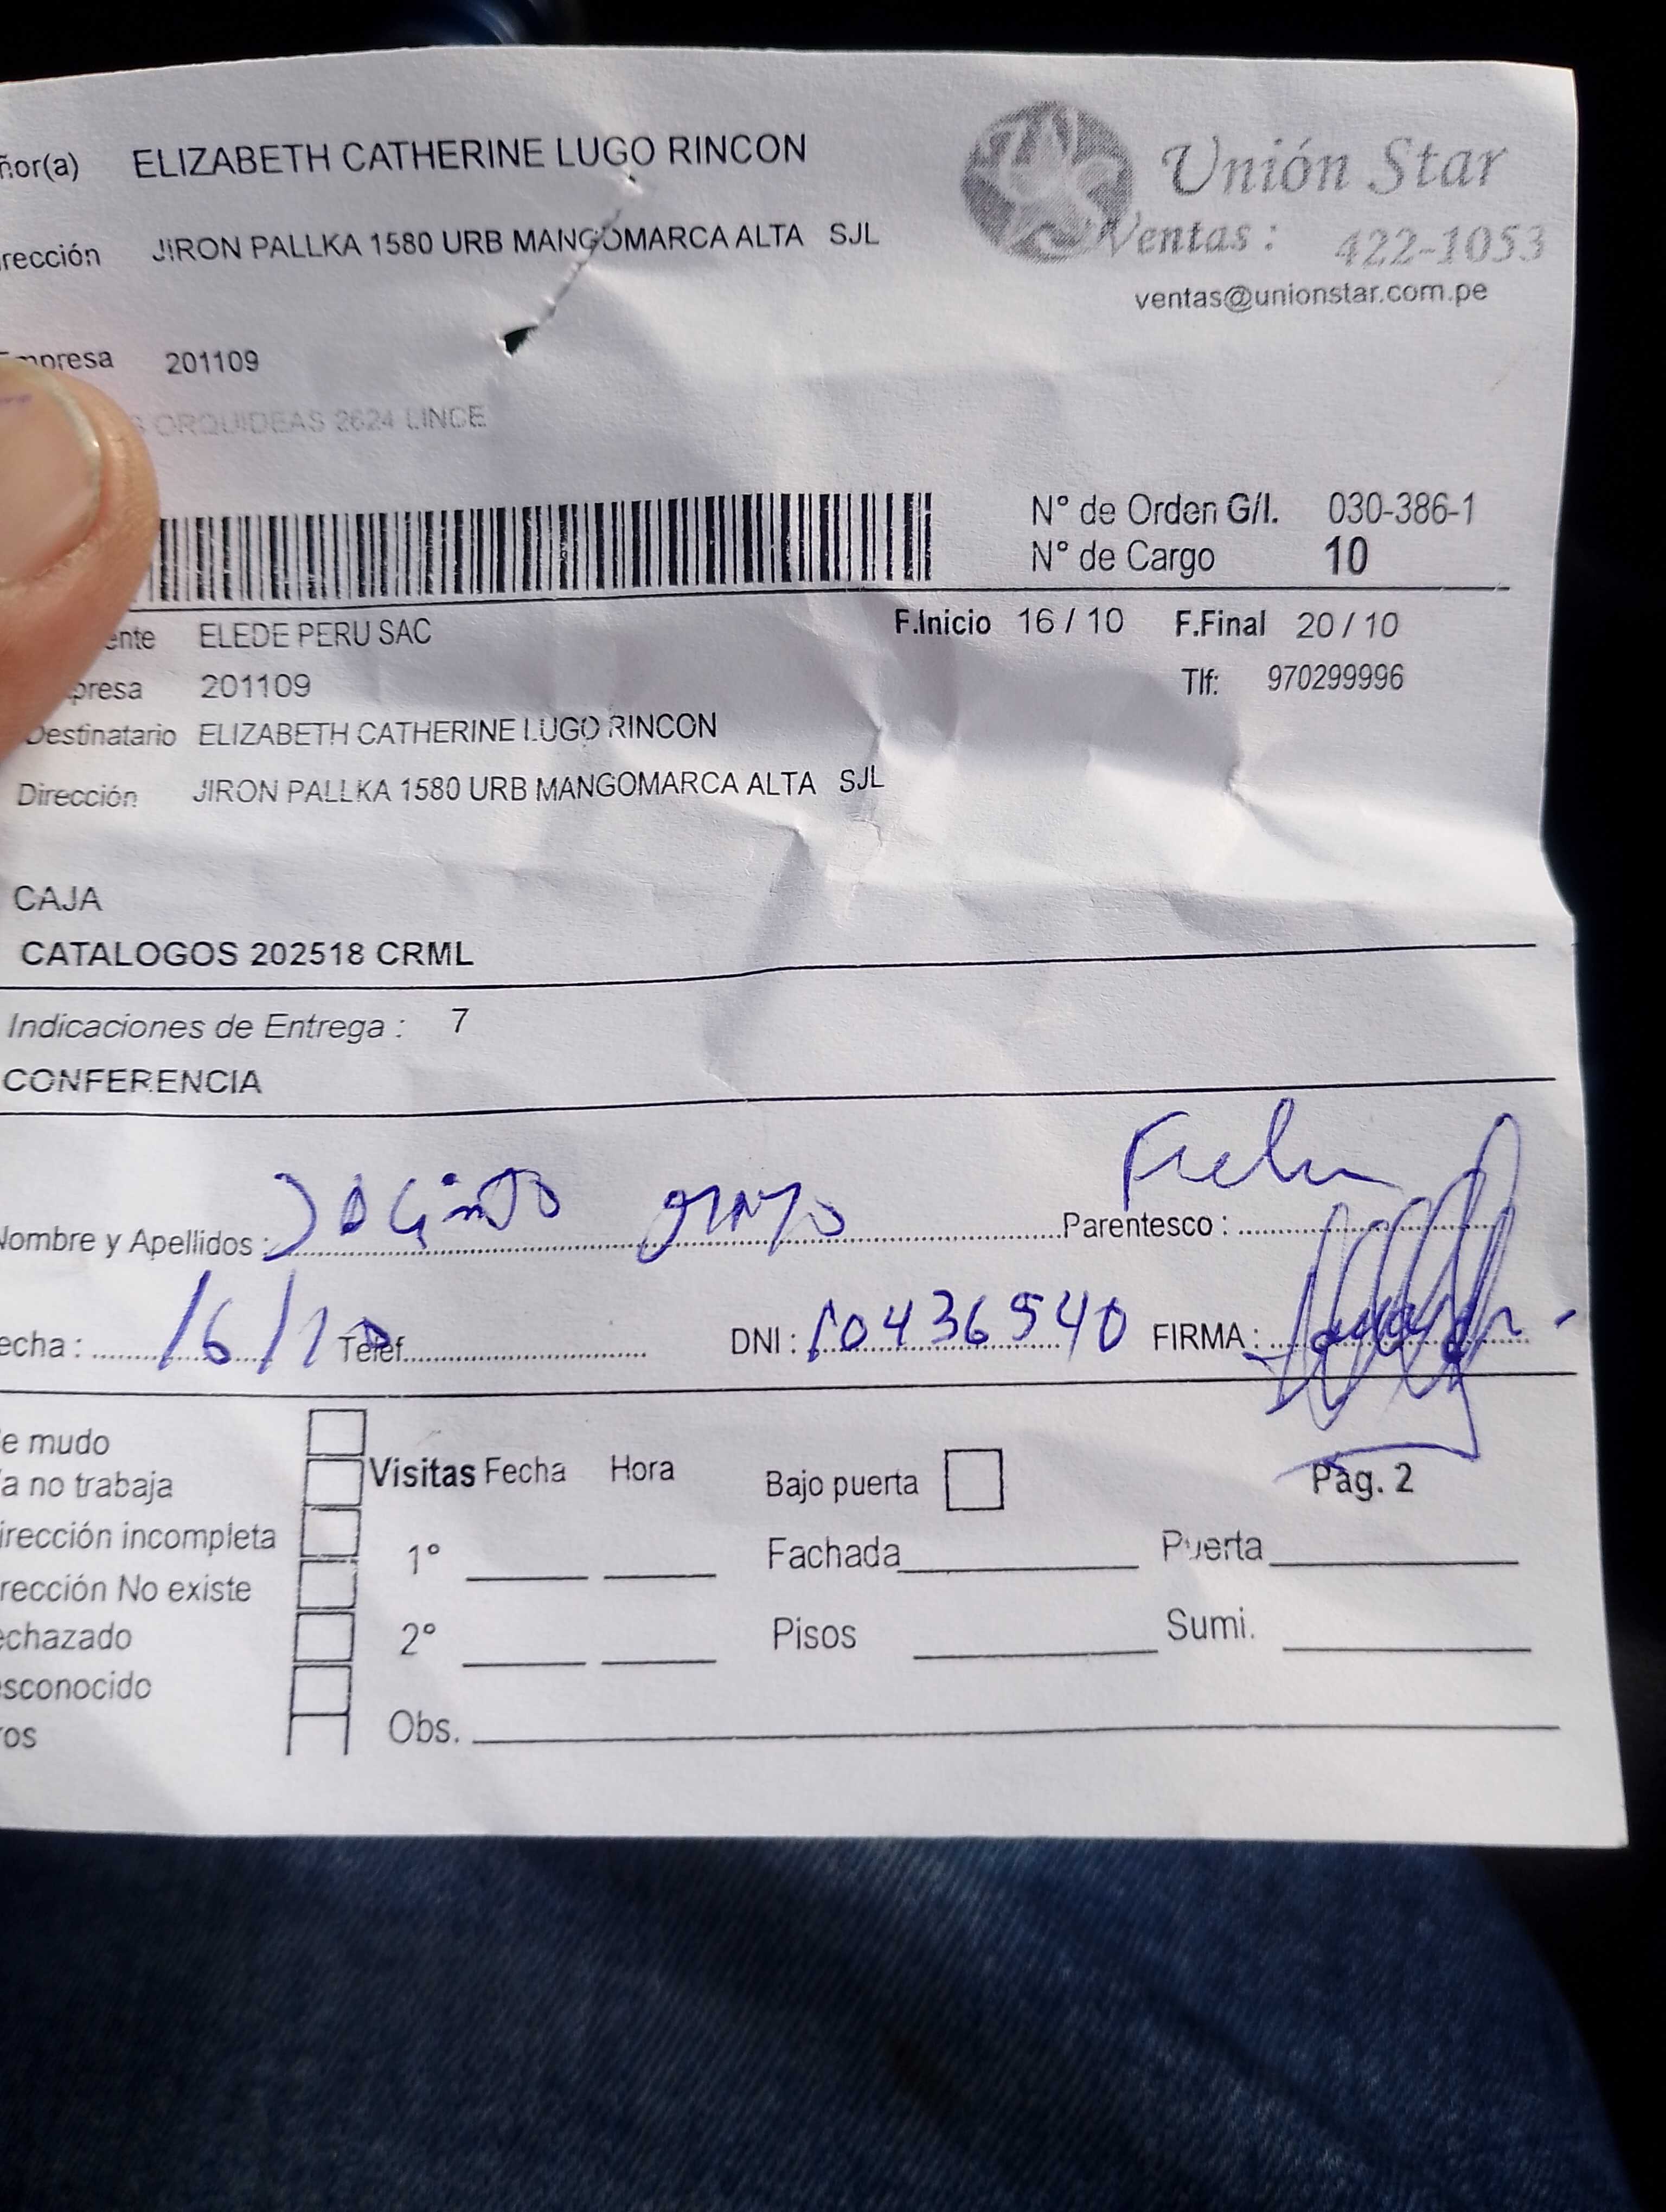 ñor(a) ELIZABETH CATHERINE LUGO RINCON
Unión Star
rección JIRON PALLKA 1580 URB MANGOMARCA ALTA SJL
Ventas : 422-1053
ventas@unionstar.com.pe
mpresa 201109
S ORQUIDEAS 2624 LINCE
N° de Orden G/I. 030-386-1
N° de Cargo 10
ente ELEDE PERU SAC
F.Inicio 16 / 10 F.Final 20 / 10
presa 201109
Tlf: 970299996
Destinatario ELIZABETH CATHERINE LUGO RINCON
Dirección JIRON PALLKA 1580 URB MANGOMARCA ALTA SJL
CAJA
CATALOGOS 202518 CRML
Indicaciones de Entrega : 7
CONFERENCIA
Nombre y Apellidos : Jacinto Parentesco :
echa : 16/10 Telef. DNI : 10436540 FIRMA :
e mudo
a no trabaja
Visitas Fecha Hora Bajo puerta Pag. 2
irección incompleta
1° Fachada Puerta
rección No existe
echazado
2° Pisos Sumi.
esconocido
ros
Obs.